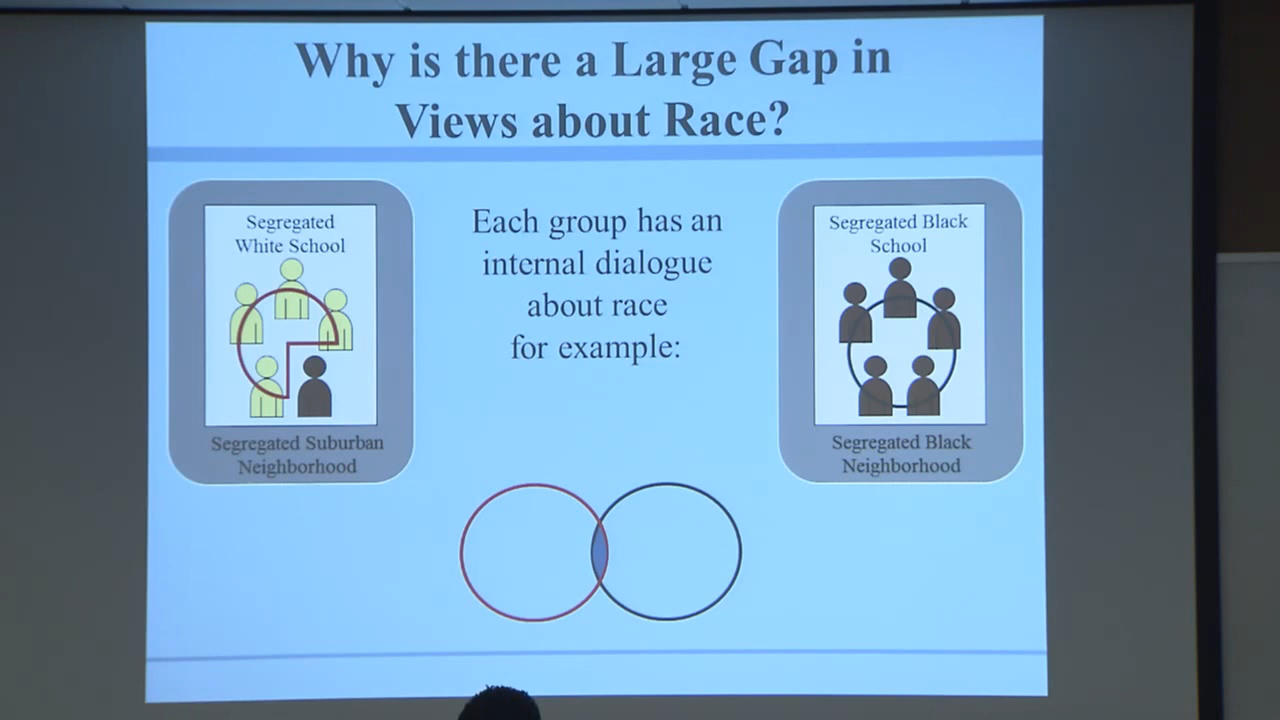 Why is there a Large Gap in
Views about Race?
Segregated
White School
Segregated Suburban
Neighborhood
Each group has an
internal dialogue
about race
for example:
Segregated Black
School
Segregated Black
Neighborhood